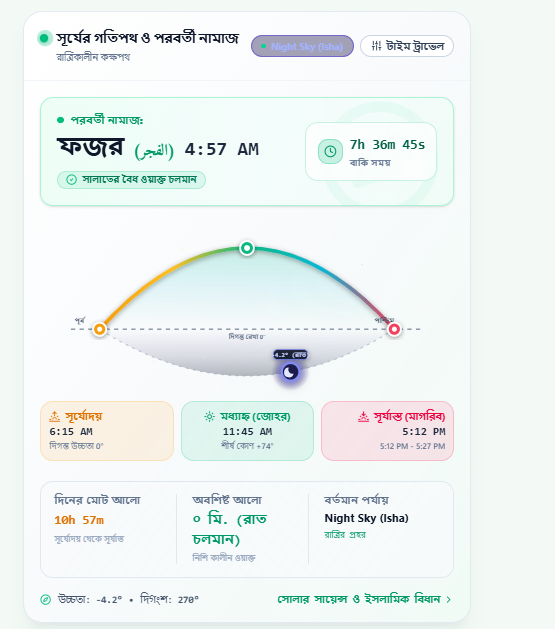 সূর্যের গতিপথ ও পরবর্তী নামাজ
রাত্রিকালীন কক্ষপথ
Night Sky (Isha)
টাইম ট্রাভেল
পরবর্তী নামাজ:
ফজর (الفجر) 4:57 AM
সালাতের বৈধ ওয়াক্ত চলমান
7h 36m 45s
বাকি সময়
পূর্ব
দিগন্ত রেখা 0°
-4.2° (রাত
সূর্যোদয়
6:15 AM
দিগন্ত উচ্চতা 0°
মধ্যাহ্ন (জোহর)
11:45 AM
শীর্ষ কোণ +74°
সূর্যাস্ত (মাগরিব)
5:12 PM
5:12 PM - 5:27 PM
দিনের মোট আলো
10h 57m
সূর্যোদয় থেকে সূর্যাস্ত
অবশিষ্ট আলো
০ মি. (রাত
চলমান)
নিশি কালীন ওয়াক্ত
বর্তমান পর্যায়
Night Sky (Isha)
রাত্রির প্রহর
উচ্চতা: -4.2° • দিগংশ: 270°
সোলার সায়েন্স ও ইসলামিক বিধান